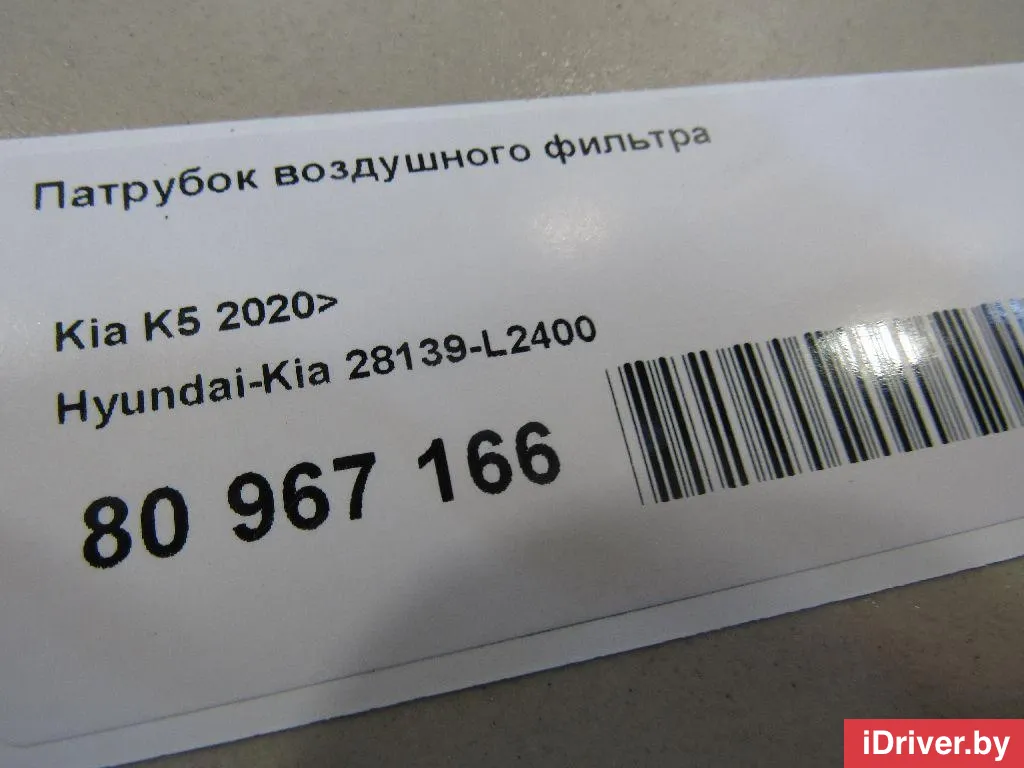 Патрубок воздушного фильтра
Kia K5 2020>
Hyundai-Kia 28139-L2400
80 967 166
iDriver.by